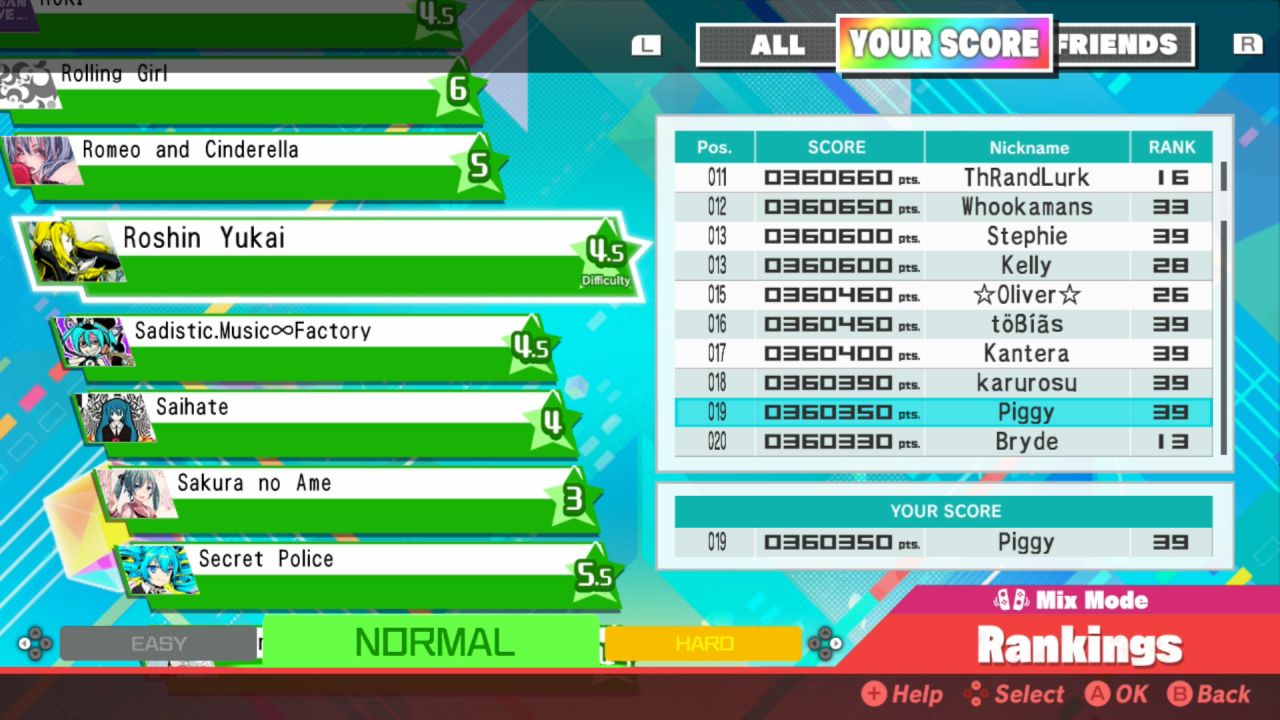 4.5
Rolling Girl
6
Romeo and Cinderella
5
Roshin Yukai
4.5
Difficulty
Sadistic.Music∞Factory
4.5
Saihate
4
Sakura no Ame
3
Secret Police
5.5
EASY
NORMAL
HARD
L
ALL
YOUR SCORE
FRIENDS
R
Pos. SCORE Nickname RANK
011 0360660 pts. ThRandLurk 16
012 0360650 pts. Whookamans 33
013 0360600 pts. Stephie 39
013 0360600 pts. Kelly 28
015 0360460 pts. ☆Oliver☆ 26
016 0360450 pts. töBíãs 39
017 0360400 pts. Kantera 39
018 0360390 pts. karurosu 39
019 0360350 pts. Piggy 39
020 0360330 pts. Bryde 13
YOUR SCORE
019 0360350 pts. Piggy 39
Mix Mode
Rankings
+ Help Select A OK B Back